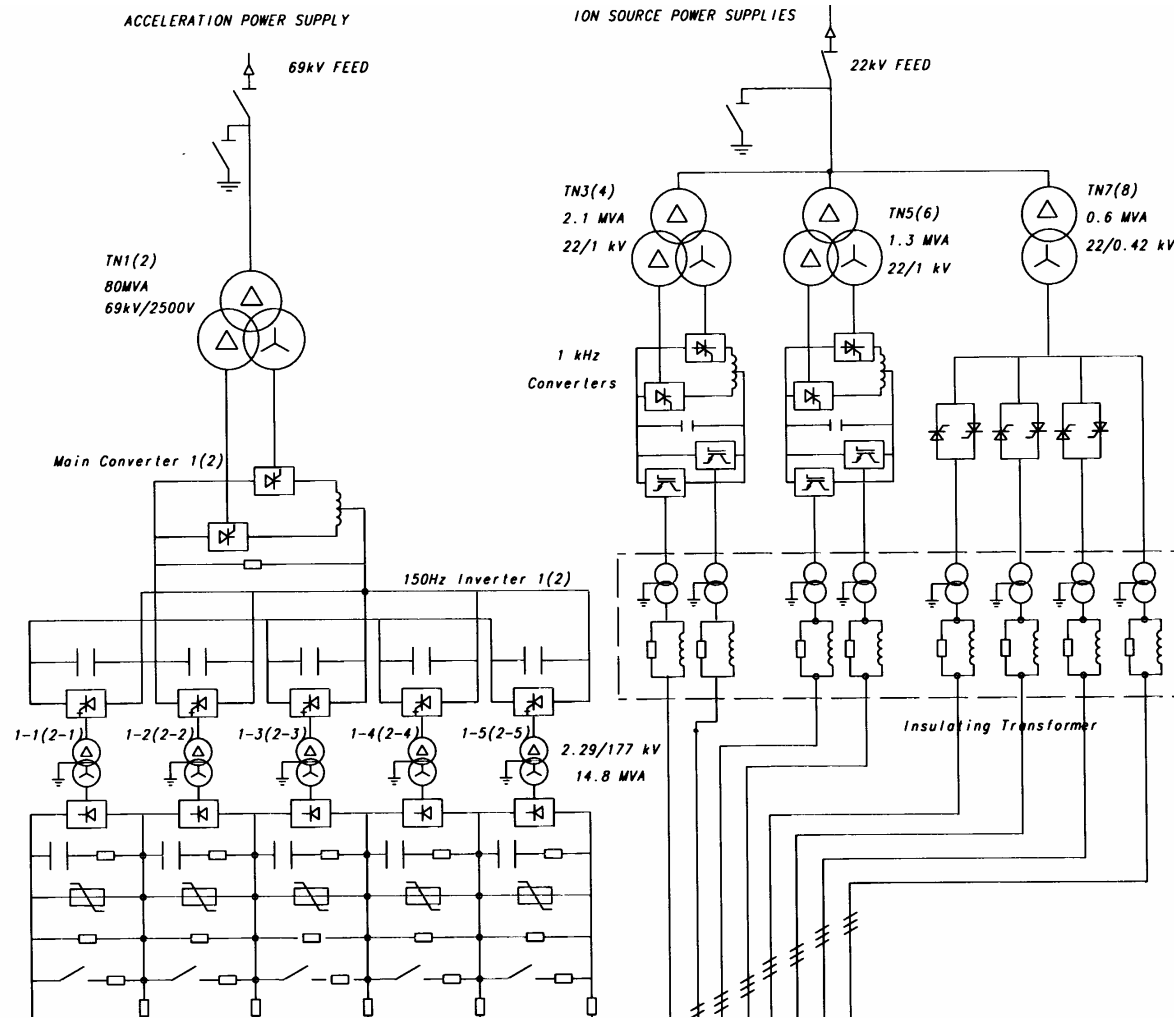 ACCELERATION POWER SUPPLY
69kV FEED
TN1(2)
80MVA
69kV/2500V
Main Converter 1(2)
150Hz Inverter 1(2)
1-1(2-1)
1-2(2-2)
1-3(2-3)
1-4(2-4)
1-5(2-5)
2.29/177 kV
14.8 MVA
ION SOURCE POWER SUPPLIES
22kV FEED
TN3(4)
2.1 MVA
22/1 kV
TN5(6)
1.3 MVA
22/1 kV
TN7(8)
0.6 MVA
22/0.42 kV
1 kHz
Converters
Insulating Transformer